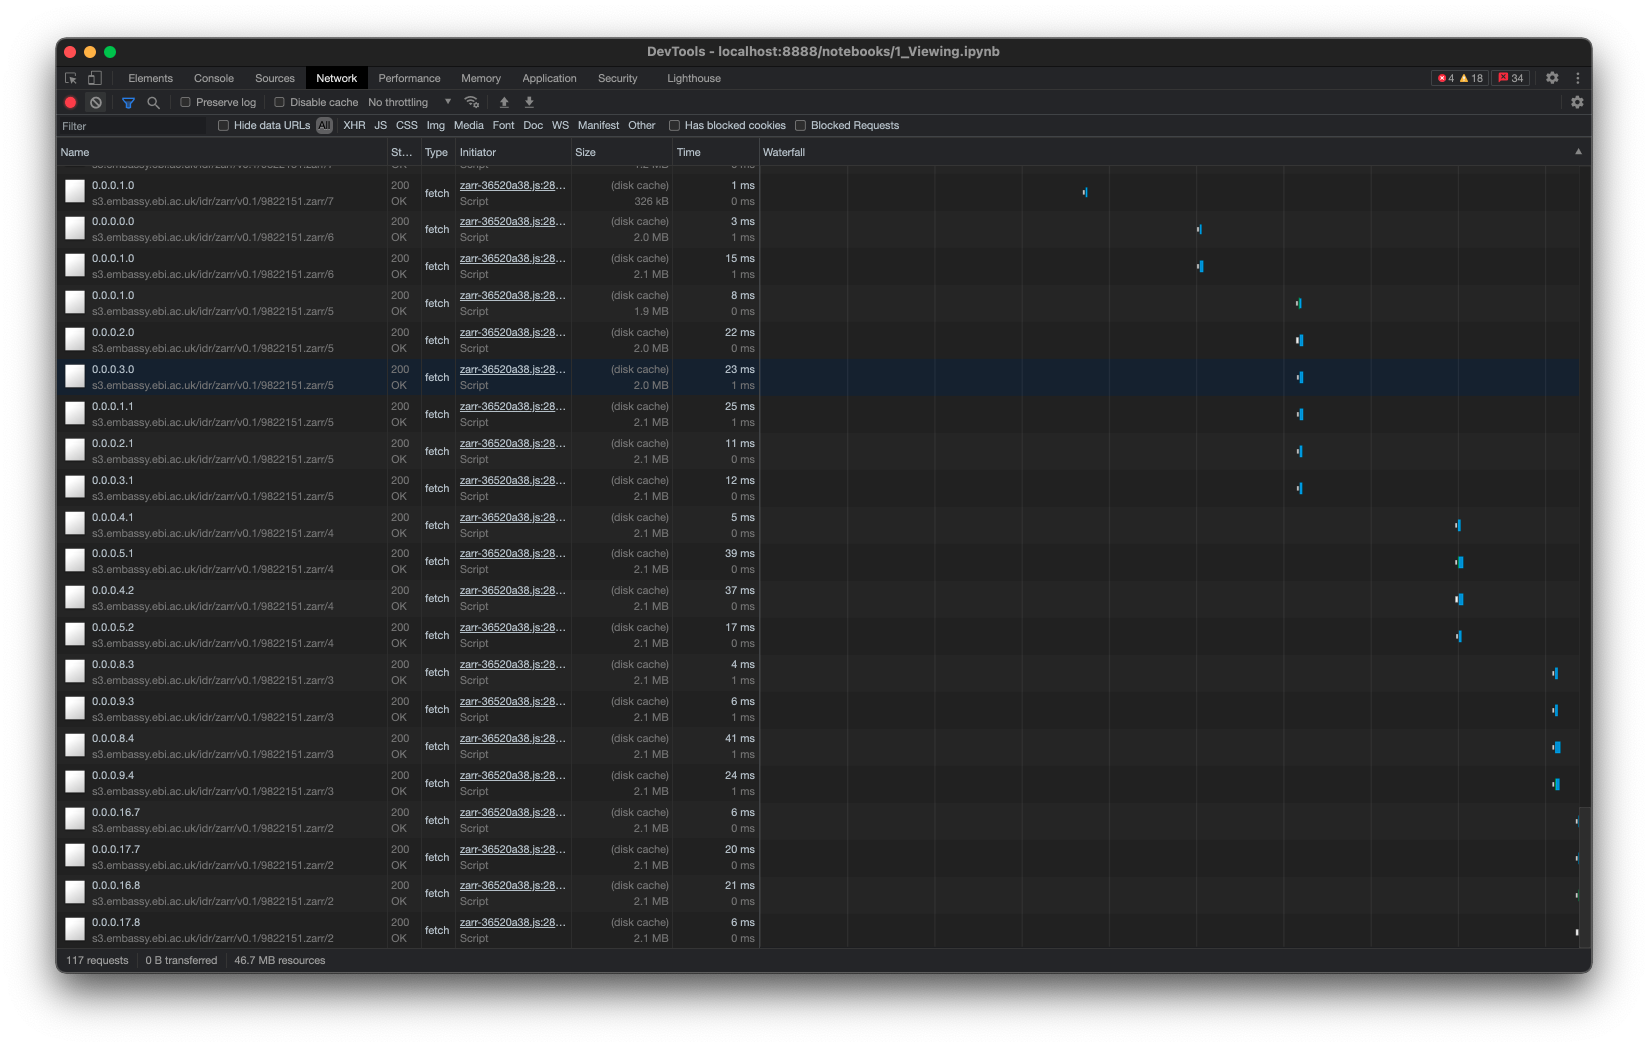 DevTools - localhost:8888/notebooks/1_Viewing.ipynb
Elements Console Sources Network Performance Memory Application Security Lighthouse 4 18 34
Preserve log Disable cache No throttling
Filter Hide data URLs All XHR JS CSS Img Media Font Doc WS Manifest Other Has blocked cookies Blocked Requests
Name St... Type Initiator Size Time Waterfall
0.0.0.1.0 200 fetch zarr-36520a38.js:28... (disk cache) 1 ms
s3.embassy.ebi.ac.uk/idr/zarr/v0.1/9822151.zarr/7 OK Script 326 kB 0 ms
0.0.0.0.0 200 fetch zarr-36520a38.js:28... (disk cache) 3 ms
s3.embassy.ebi.ac.uk/idr/zarr/v0.1/9822151.zarr/6 OK Script 2.0 MB 1 ms
0.0.0.1.0 200 fetch zarr-36520a38.js:28... (disk cache) 15 ms
s3.embassy.ebi.ac.uk/idr/zarr/v0.1/9822151.zarr/6 OK Script 2.1 MB 1 ms
0.0.0.1.0 200 fetch zarr-36520a38.js:28... (disk cache) 8 ms
s3.embassy.ebi.ac.uk/idr/zarr/v0.1/9822151.zarr/5 OK Script 1.9 MB 0 ms
0.0.0.2.0 200 fetch zarr-36520a38.js:28... (disk cache) 22 ms
s3.embassy.ebi.ac.uk/idr/zarr/v0.1/9822151.zarr/5 OK Script 2.0 MB 0 ms
0.0.0.3.0 200 fetch zarr-36520a38.js:28... (disk cache) 23 ms
s3.embassy.ebi.ac.uk/idr/zarr/v0.1/9822151.zarr/5 OK Script 2.0 MB 1 ms
0.0.0.1.1 200 fetch zarr-36520a38.js:28... (disk cache) 25 ms
s3.embassy.ebi.ac.uk/idr/zarr/v0.1/9822151.zarr/5 OK Script 2.1 MB 1 ms
0.0.0.2.1 200 fetch zarr-36520a38.js:28... (disk cache) 11 ms
s3.embassy.ebi.ac.uk/idr/zarr/v0.1/9822151.zarr/5 OK Script 2.1 MB 0 ms
0.0.0.3.1 200 fetch zarr-36520a38.js:28... (disk cache) 12 ms
s3.embassy.ebi.ac.uk/idr/zarr/v0.1/9822151.zarr/5 OK Script 2.1 MB 0 ms
0.0.0.4.1 200 fetch zarr-36520a38.js:28... (disk cache) 5 ms
s3.embassy.ebi.ac.uk/idr/zarr/v0.1/9822151.zarr/4 OK Script 2.1 MB 0 ms
0.0.0.5.1 200 fetch zarr-36520a38.js:28... (disk cache) 39 ms
s3.embassy.ebi.ac.uk/idr/zarr/v0.1/9822151.zarr/4 OK Script 2.1 MB 0 ms
0.0.0.4.2 200 fetch zarr-36520a38.js:28... (disk cache) 37 ms
s3.embassy.ebi.ac.uk/idr/zarr/v0.1/9822151.zarr/4 OK Script 2.1 MB 0 ms
0.0.0.5.2 200 fetch zarr-36520a38.js:28... (disk cache) 17 ms
s3.embassy.ebi.ac.uk/idr/zarr/v0.1/9822151.zarr/4 OK Script 2.1 MB 0 ms
0.0.0.8.3 200 fetch zarr-36520a38.js:28... (disk cache) 4 ms
s3.embassy.ebi.ac.uk/idr/zarr/v0.1/9822151.zarr/3 OK Script 2.1 MB 1 ms
0.0.0.9.3 200 fetch zarr-36520a38.js:28... (disk cache) 6 ms
s3.embassy.ebi.ac.uk/idr/zarr/v0.1/9822151.zarr/3 OK Script 2.1 MB 1 ms
0.0.0.8.4 200 fetch zarr-36520a38.js:28... (disk cache) 41 ms
s3.embassy.ebi.ac.uk/idr/zarr/v0.1/9822151.zarr/3 OK Script 2.1 MB 1 ms
0.0.0.9.4 200 fetch zarr-36520a38.js:28... (disk cache) 24 ms
s3.embassy.ebi.ac.uk/idr/zarr/v0.1/9822151.zarr/3 OK Script 2.1 MB 1 ms
0.0.0.16.7 200 fetch zarr-36520a38.js:28... (disk cache) 6 ms
s3.embassy.ebi.ac.uk/idr/zarr/v0.1/9822151.zarr/2 OK Script 2.1 MB 0 ms
0.0.0.17.7 200 fetch zarr-36520a38.js:28... (disk cache) 20 ms
s3.embassy.ebi.ac.uk/idr/zarr/v0.1/9822151.zarr/2 OK Script 2.1 MB 0 ms
0.0.0.16.8 200 fetch zarr-36520a38.js:28... (disk cache) 21 ms
s3.embassy.ebi.ac.uk/idr/zarr/v0.1/9822151.zarr/2 OK Script 2.1 MB 0 ms
0.0.0.17.8 200 fetch zarr-36520a38.js:28... (disk cache) 6 ms
s3.embassy.ebi.ac.uk/idr/zarr/v0.1/9822151.zarr/2 OK Script 2.1 MB 0 ms
117 requests 0 B transferred 46.7 MB resources